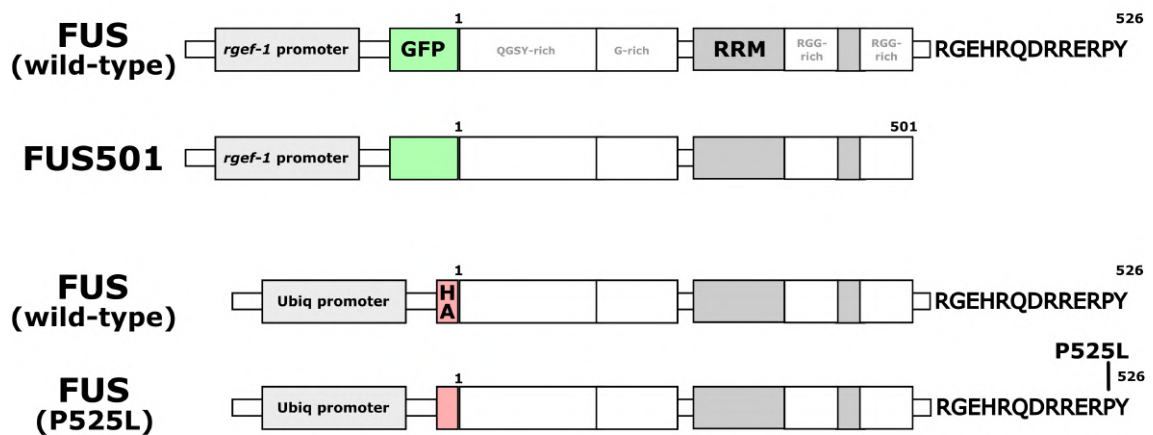 1 526
FUS
(wild-type)
rgef-1 promoter GFP QGSY-rich G-rich RRM RGG-
rich RGG-
rich RGEHRQDRRERPY
1 501
FUS501 rgef-1 promoter
1 526
FUS
(wild-type)
Ubiq promoter H
A RGEHRQDRRERPY
P525L
1 526
FUS
(P525L)
Ubiq promoter RGEHRQDRRERPY